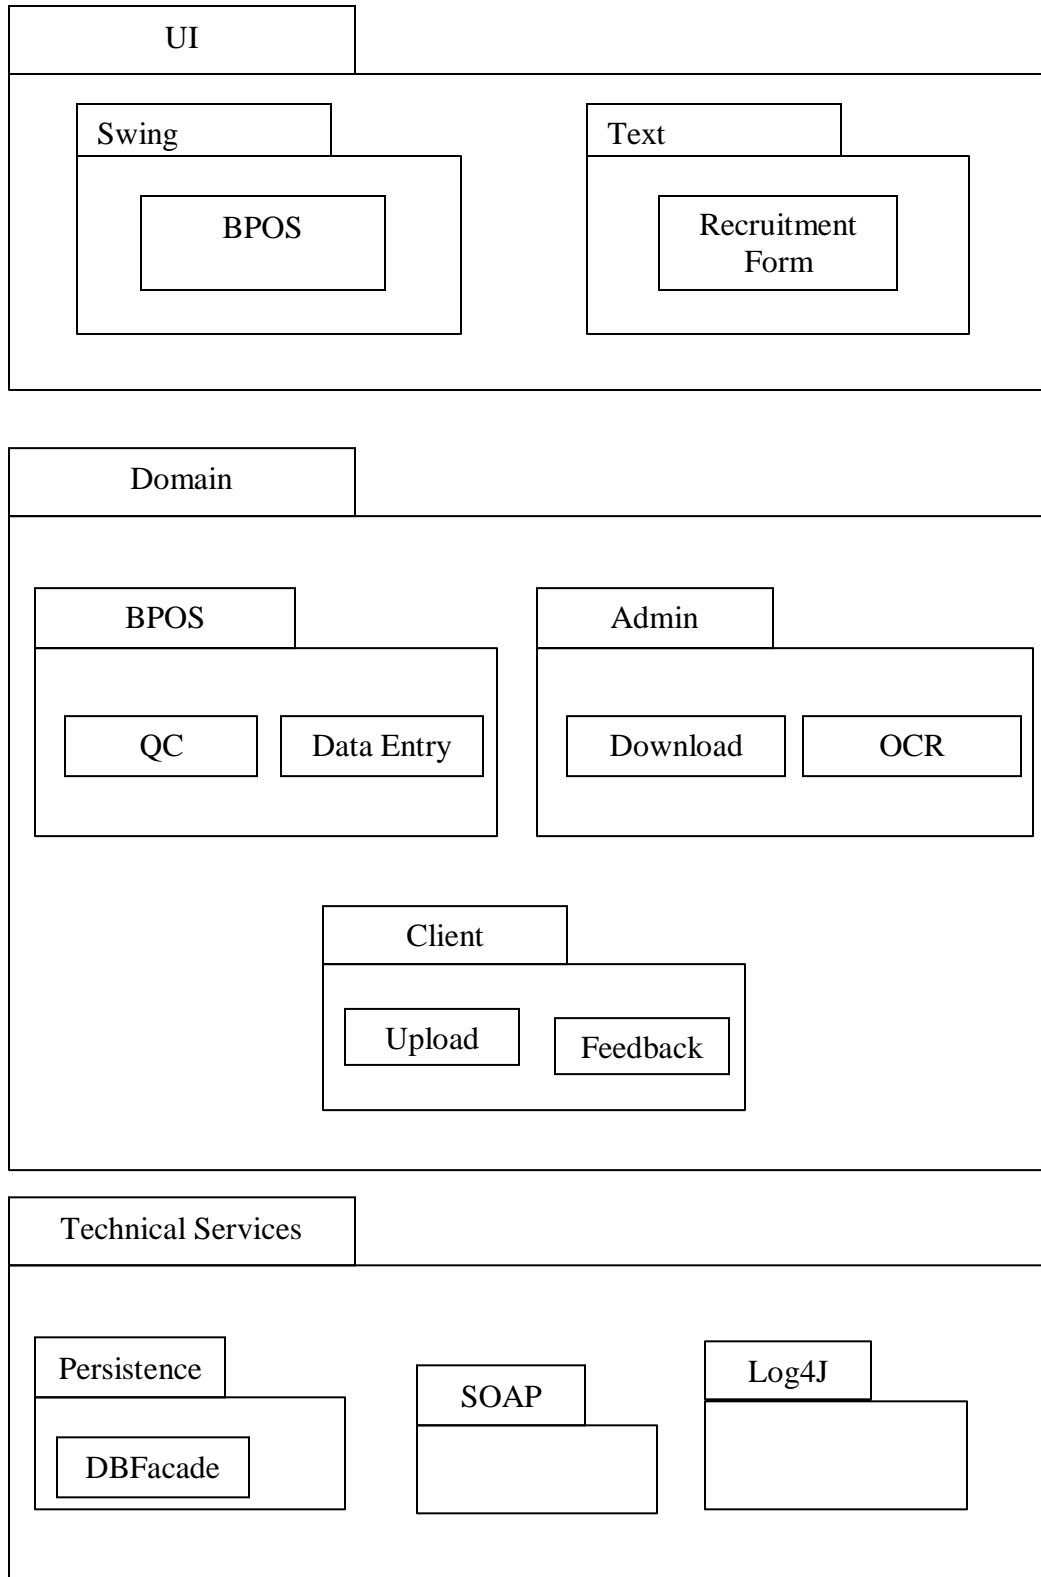 UI
Swing
Text
BPOS
Recruitment
Form
Domain
BPOS
Admin
QC
Data Entry
Download
OCR
Client
Upload
Feedback
Technical Services
Persistence
SOAP
Log4J
DBFacade